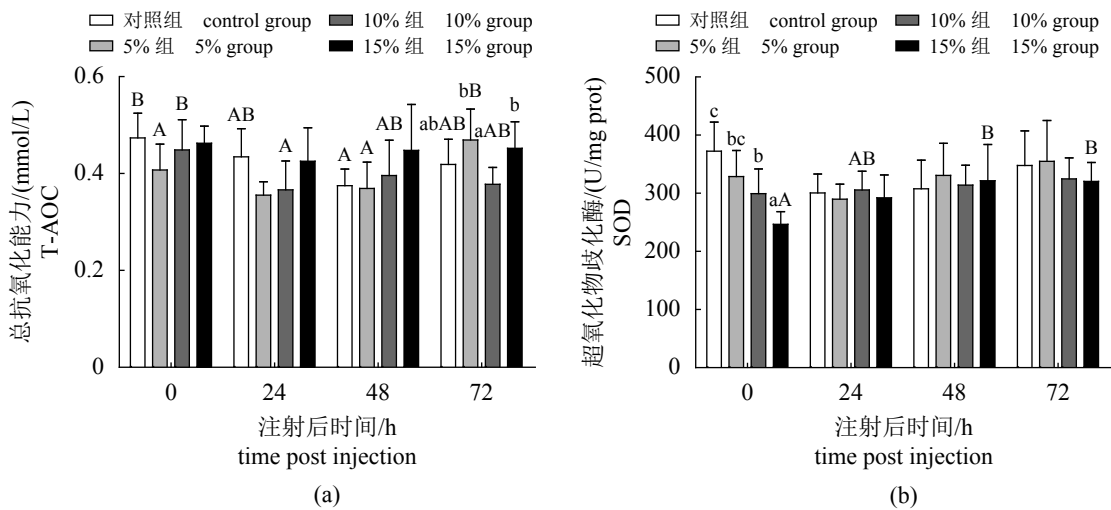 对照组 control group 10% 组 10% group
5% 组 5% group 15% 组 15% group
总抗氧化能力/(mmol/L)
T-AOC
0.6
0.4
0.2
0
B A B
AB A
A A AB
abAB bB aAB b
0 24 48 72
注射后时间/h
time post injection
(a)
对照组 control group 10% 组 10% group
5% 组 5% group 15% 组 15% group
超氧化物歧化酶/(U/mg prot)
SOD
500
400
300
200
100
0
c bc b aA
AB
B
B
0 24 48 72
注射后时间/h
time post injection
(b)